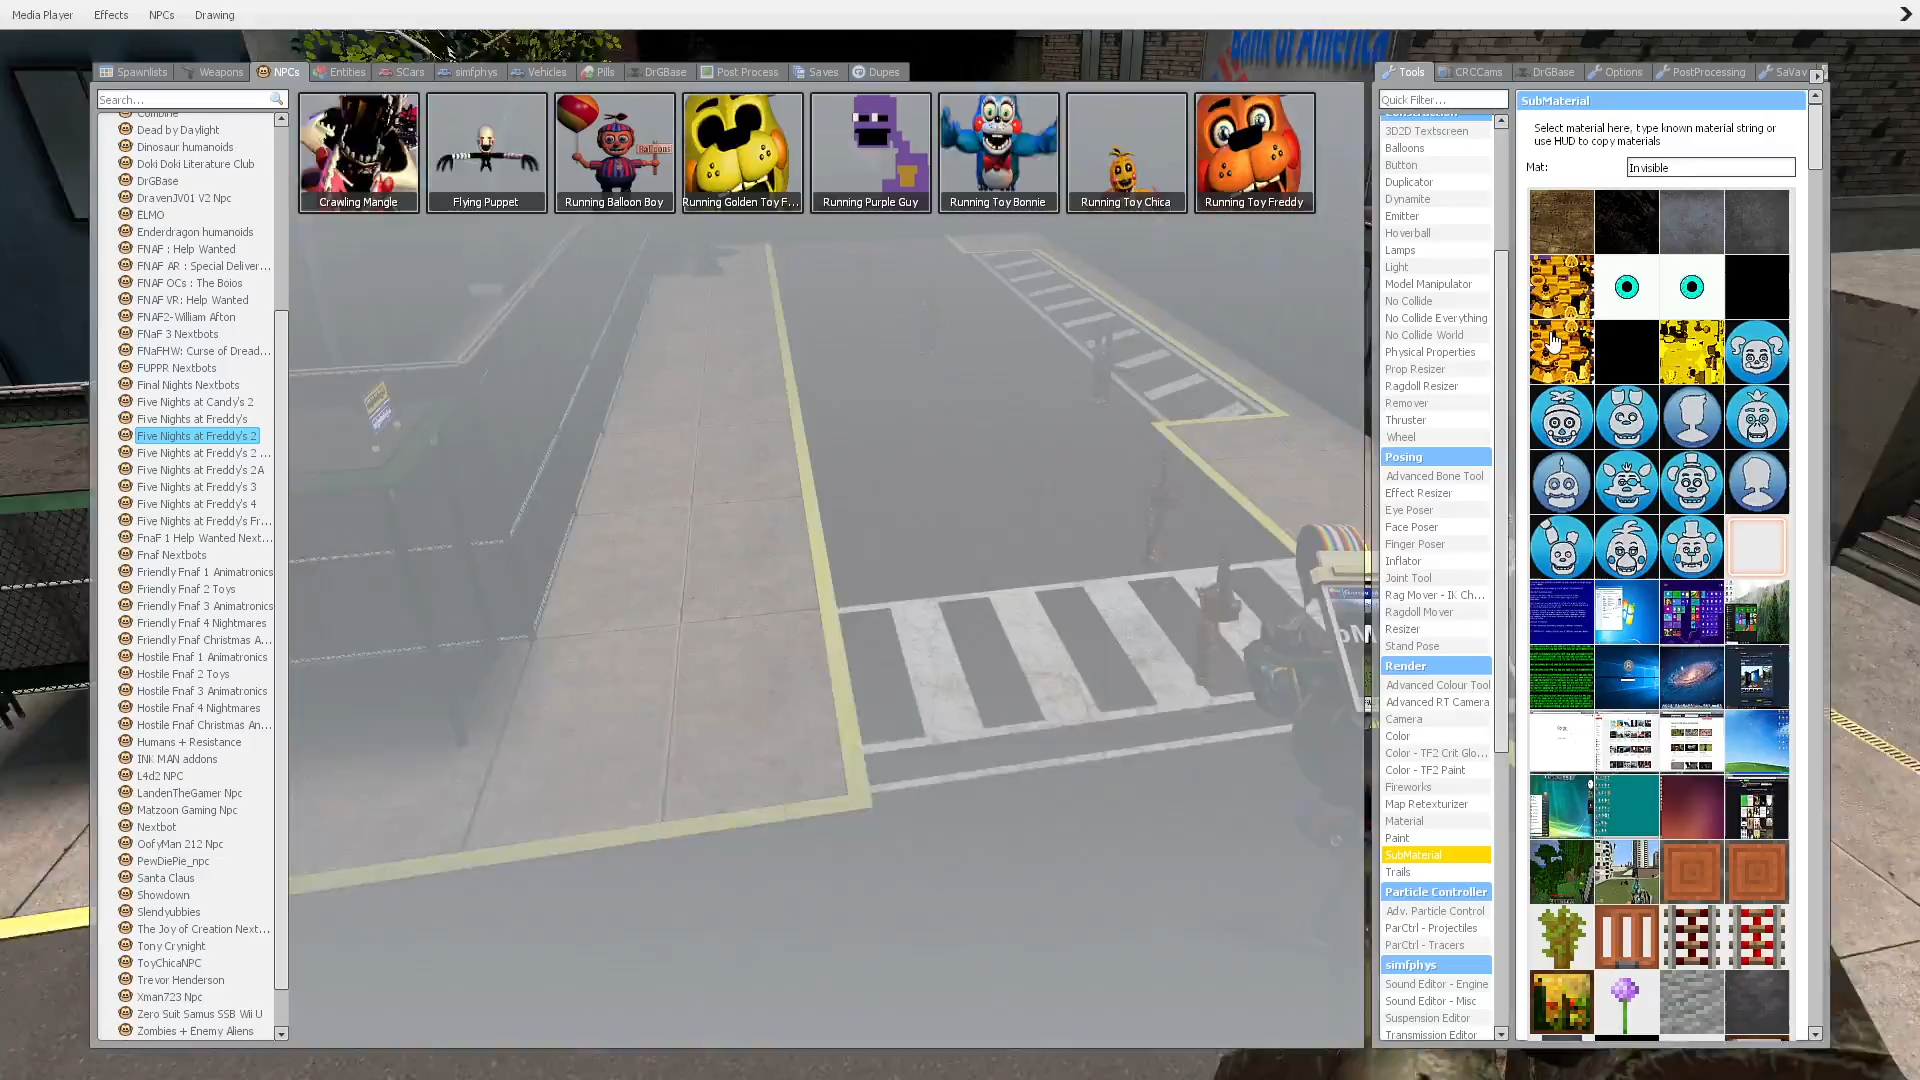 Media Player Effects NPCs Drawing
Bank of America
Spawnlists Weapons NPCs Entities SCars simfphys Vehicles Pills DrGBase Post Process Saves Dupes
Search...
Combine
Dead by Daylight
Dinosaur humanoids
Doki Doki Literature Club
DrGBase
DravenJV01 V2 Npc
ELMO
Enderdragon humanoids
FNAF : Help Wanted
FNAF AR : Special Deliver...
FNAF OCs : The Boios
FNAF VR: Help Wanted
FNAF2-William Afton
FNaF 3 Nextbots
FNaFHW: Curse of Dread...
FUPPR Nextbots
Final Nights Nextbots
Five Nights at Candy's 2
Five Nights at Freddy's
Five Nights at Freddy's 2
Five Nights at Freddy's 2 ...
Five Nights at Freddy's 2A
Five Nights at Freddy's 3
Five Nights at Freddy's 4
Five Nights at Freddy's Fr...
FnaF 1 Help Wanted Next...
Fnaf Nextbots
Friendly Fnaf 1 Animatronics
Friendly Fnaf 2 Toys
Friendly Fnaf 3 Animatronics
Friendly Fnaf 4 Nightmares
Friendly Fnaf Christmas A...
Hostile Fnaf 1 Animatronics
Hostile Fnaf 2 Toys
Hostile Fnaf 3 Animatronics
Hostile Fnaf 4 Nightmares
Hostile Fnaf Christmas An...
Humans + Resistance
INK MAN addons
L4d2 NPC
LandenTheGamer Npc
Matzoon Gaming Npc
Nextbot
OofyMan 212 Npc
PewDiePie_npc
Santa Claus
Showdown
Slendyubbies
The Joy of Creation Next...
Tony Crynight
ToyChicaNPC
Trevor Henderson
Xman723 Npc
Zero Suit Samus SSB Wii U
Zombies + Enemy Aliens
Balloons
Crawling Mangle
Flying Puppet
Running Balloon Boy
Running Golden Toy F...
Running Purple Guy
Running Toy Bonnie
Running Toy Chica
Running Toy Freddy
Tools CRCCams DrGBase Options PostProcessing SaVav
Quick Filter...
Construction
3D2D Textscreen
Balloons
Button
Duplicator
Dynamite
Emitter
Hoverball
Lamps
Light
Model Manipulator
No Collide
No Collide Everything
No Collide World
Physical Properties
Prop Resizer
Ragdoll Resizer
Remover
Thruster
Wheel
Posing
Advanced Bone Tool
Effect Resizer
Eye Poser
Face Poser
Finger Poser
Inflator
Joint Tool
Rag Mover - IK Ch...
Ragdoll Mover
Resizer
Stand Pose
Render
Advanced Colour Tool
Advanced RT Camera
Camera
Color
Color - TF2 Crit Glo...
Color - TF2 Paint
Fireworks
Map Retexturizer
Material
Paint
SubMaterial
Trails
Particle Controller
Adv. Particle Control
ParCtrl - Projectiles
ParCtrl - Tracers
simfphys
Sound Editor - Engine
Sound Editor - Misc
Suspension Editor
Transmission Editor
SubMaterial
Select material here, type known material string or
use HUD to copy materials
Mat: Invisible